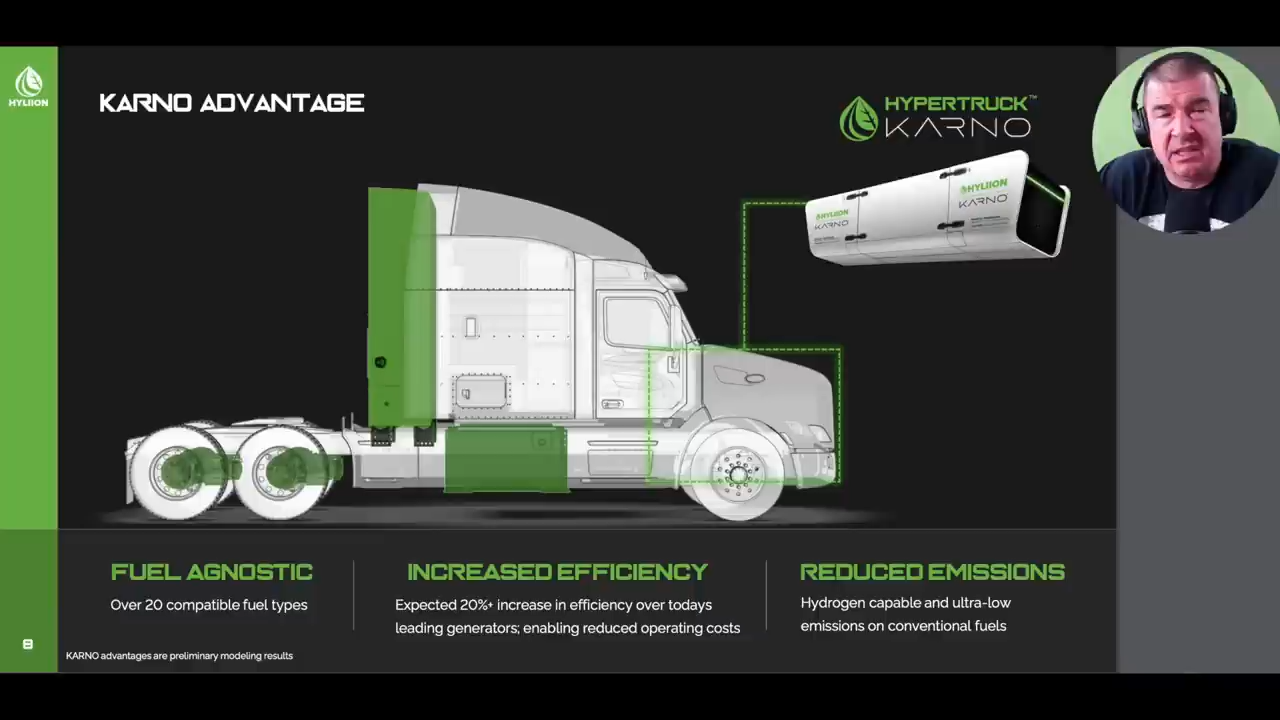 HYLIION
KARNO ADVANTAGE
HYPERTRUCK™
KARNO
HYLIION
KARNO
HYLIION
KARNO
FUEL AGNOSTIC
Over 20 compatible fuel types
INCREASED EFFICIENCY
Expected 20%+ increase in efficiency over todays
leading generators; enabling reduced operating costs
REDUCED EMISSIONS
Hydrogen capable and ultra-low
emissions on conventional fuels
8
KARNO advantages are preliminary modeling results